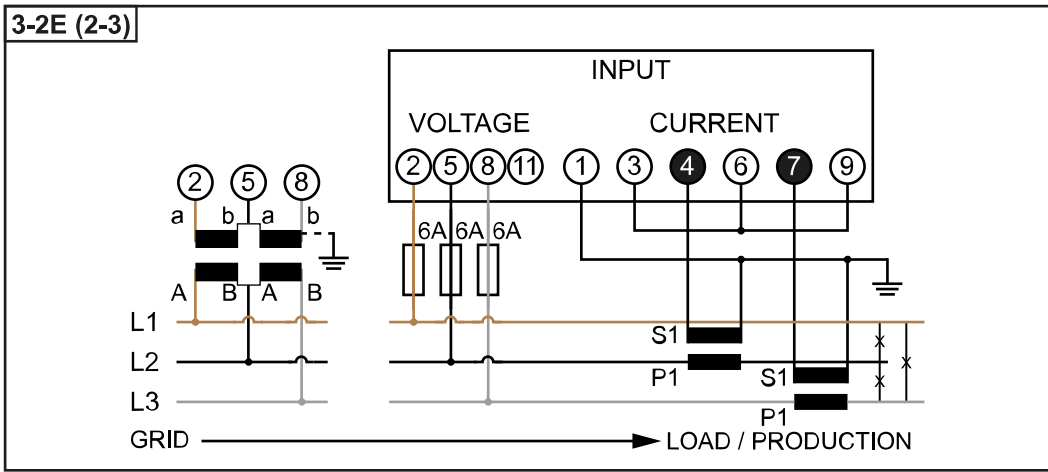 3-2E (2-3)
INPUT
VOLTAGE CURRENT
2 5 8 11 1 3 4 6 7 9
2 5 8
a b a b
6A 6A 6A
A B A B
L1
S1
L2
P1 S1
L3
P1
GRID LOAD / PRODUCTION
x
x
x